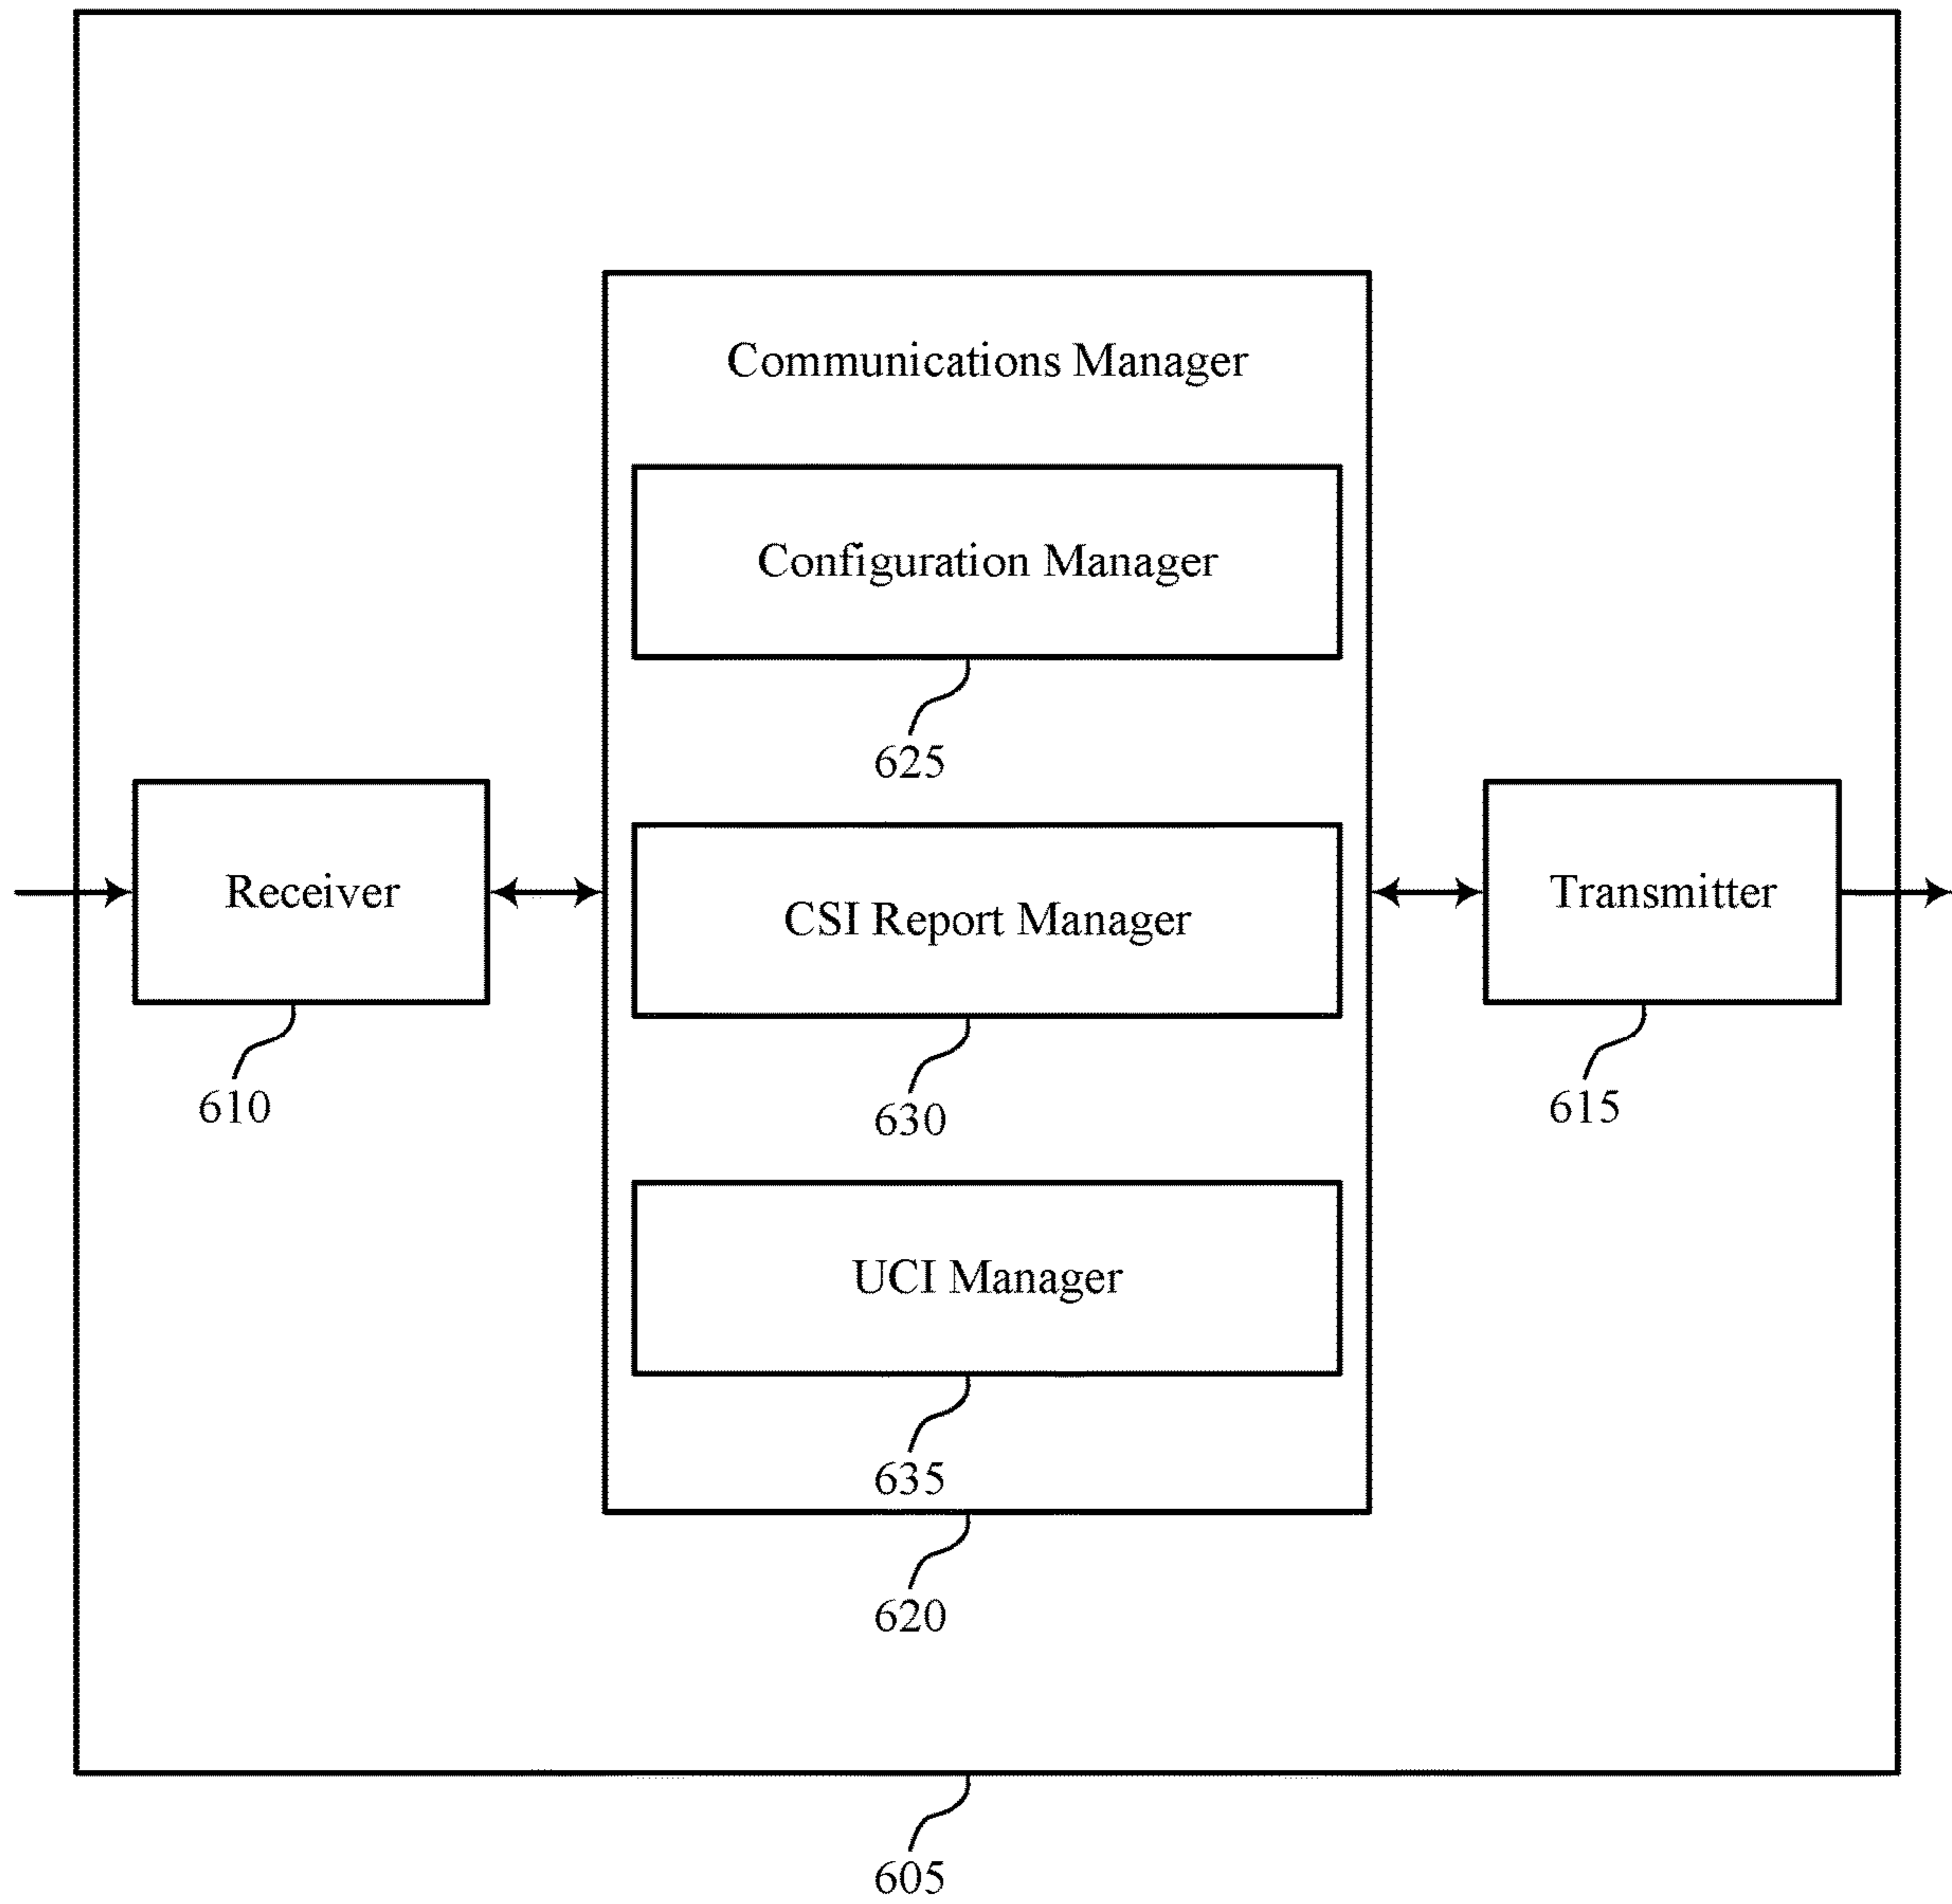 Communications Manager
Configuration Manager
625
Receiver
610
CSI Report Manager
630
Transmitter
615
UCI Manager
635
620
605